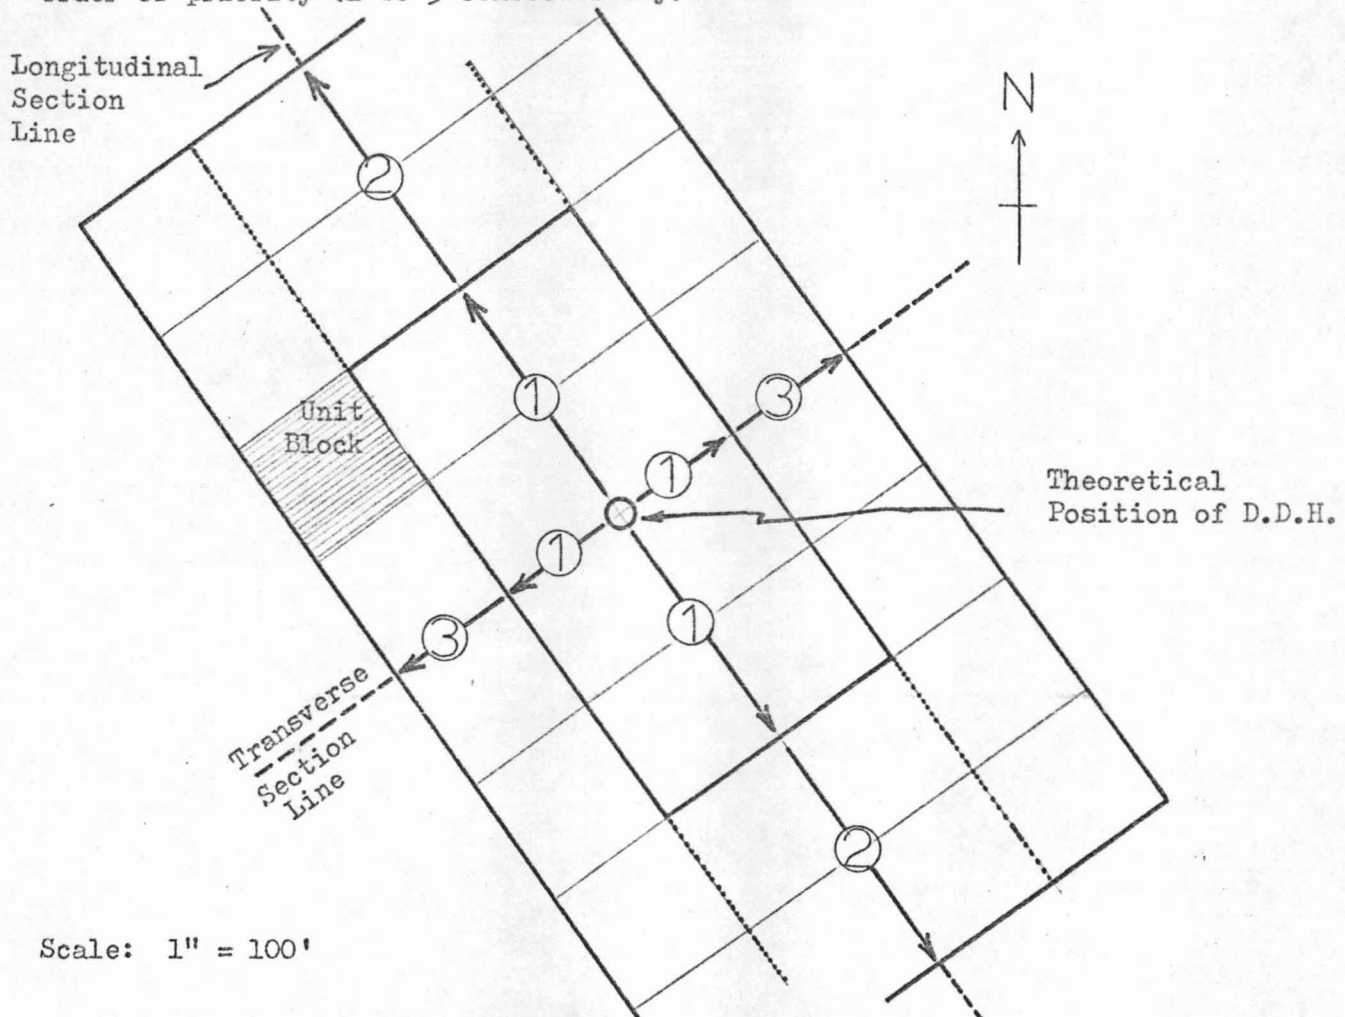 Longitudinal
Section
Line
N
2
1
3
Unit
Block
1
Theoretical
Position of D.D.H.
1
1
3
Transverse
Section
Line
2
Scale: 1" = 100'